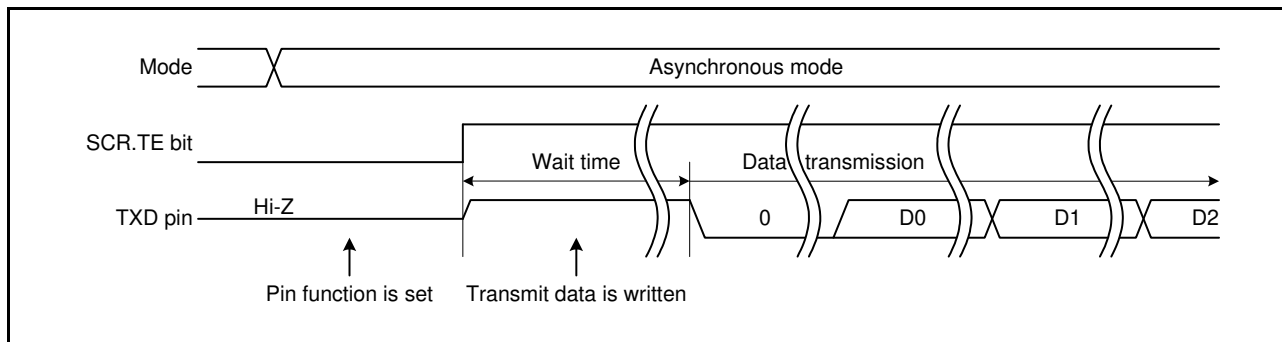 Mode
Asynchronous mode
SCR.TE bit
Wait time
Data transmission
TXD pin
Hi-Z
0
D0
D1
D2
Pin function is set
Transmit data is written